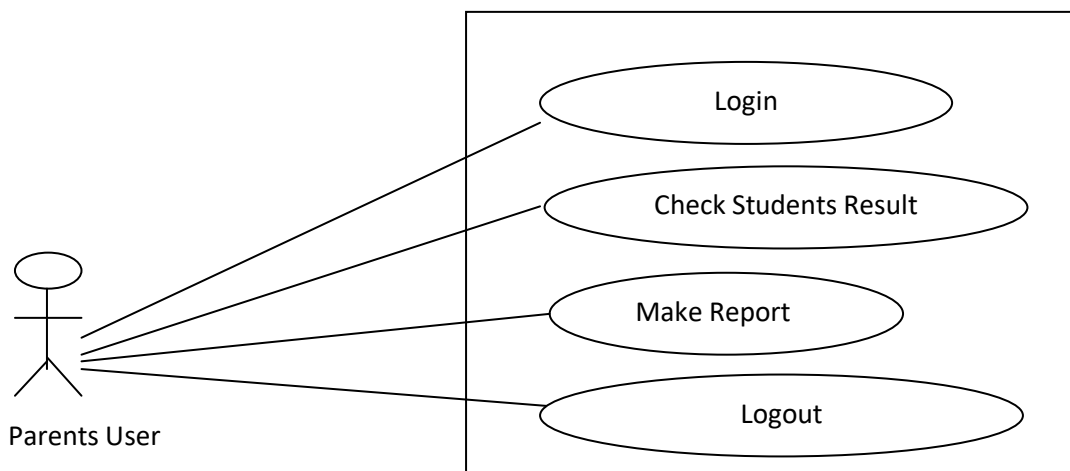 Login
Check Students Result
Make Report
Logout
Parents User